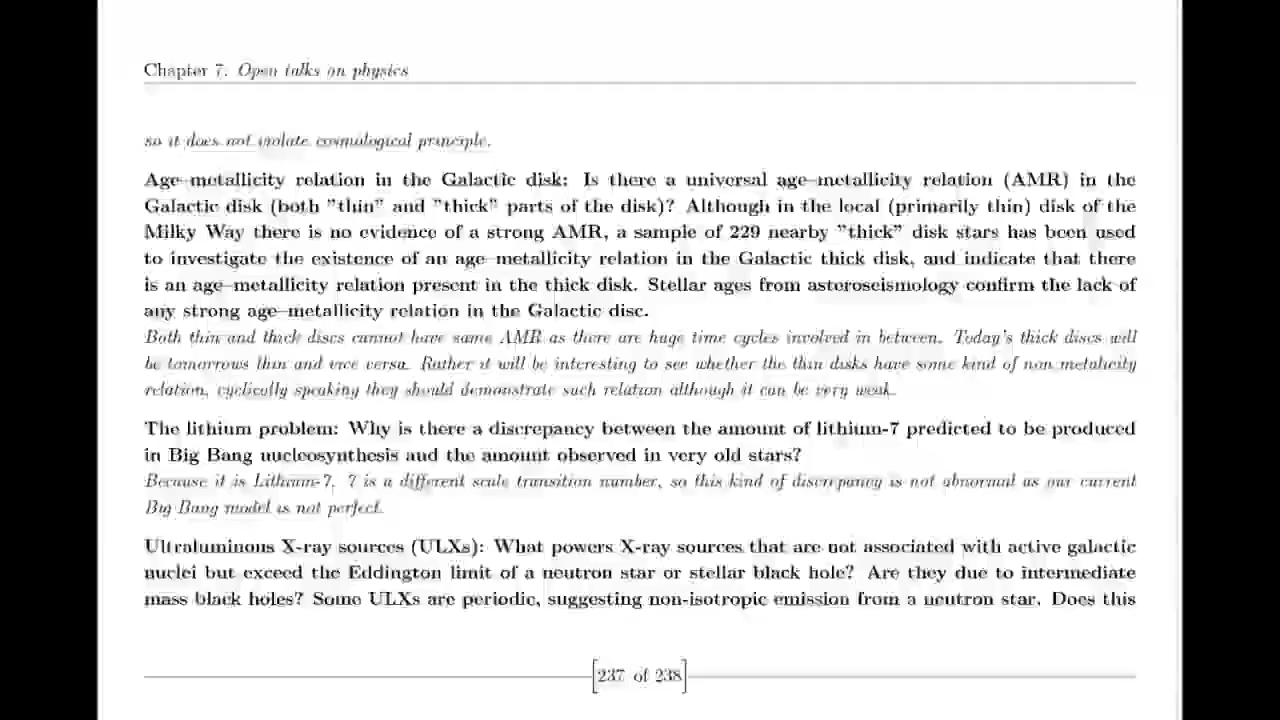 Chapter 7. Open talks on physics
so it does not violate cosmological principle.
Age–metallicity relation in the Galactic disk: Is there a universal age–metallicity relation (AMR) in the
Galactic disk (both "thin" and "thick" parts of the disk)? Although in the local (primarily thin) disk of the
Milky Way there is no evidence of a strong AMR, a sample of 229 nearby "thick" disk stars has been used
to investigate the existence of an age–metallicity relation in the Galactic thick disk, and indicate that there
is an age–metallicity relation present in the thick disk. Stellar ages from asteroseismology confirm the lack of
any strong age–metallicity relation in the Galactic disc.
Both thin and thick discs cannot have same AMR as there are huge time cycles involved in between. Today's thick discs will
be tomorrows thin and vice versa. Rather it will be interesting to see whether the thin disks have some kind of non metalicity
relation, cyclically speaking they should demonstrate such relation although it can be very weak.
The lithium problem: Why is there a discrepancy between the amount of lithium-7 predicted to be produced
in Big Bang nucleosynthesis and the amount observed in very old stars?
Because it is Lithium-7, 7 is a different scale transition number, so this kind of discrepancy is not abnormal as our current
Big Bang model is not perfect.
Ultraluminous X-ray sources (ULXs): What powers X-ray sources that are not associated with active galactic
nuclei but exceed the Eddington limit of a neutron star or stellar black hole? Are they due to intermediate
mass black holes? Some ULXs are periodic, suggesting non-isotropic emission from a neutron star. Does this
[237 of 238]